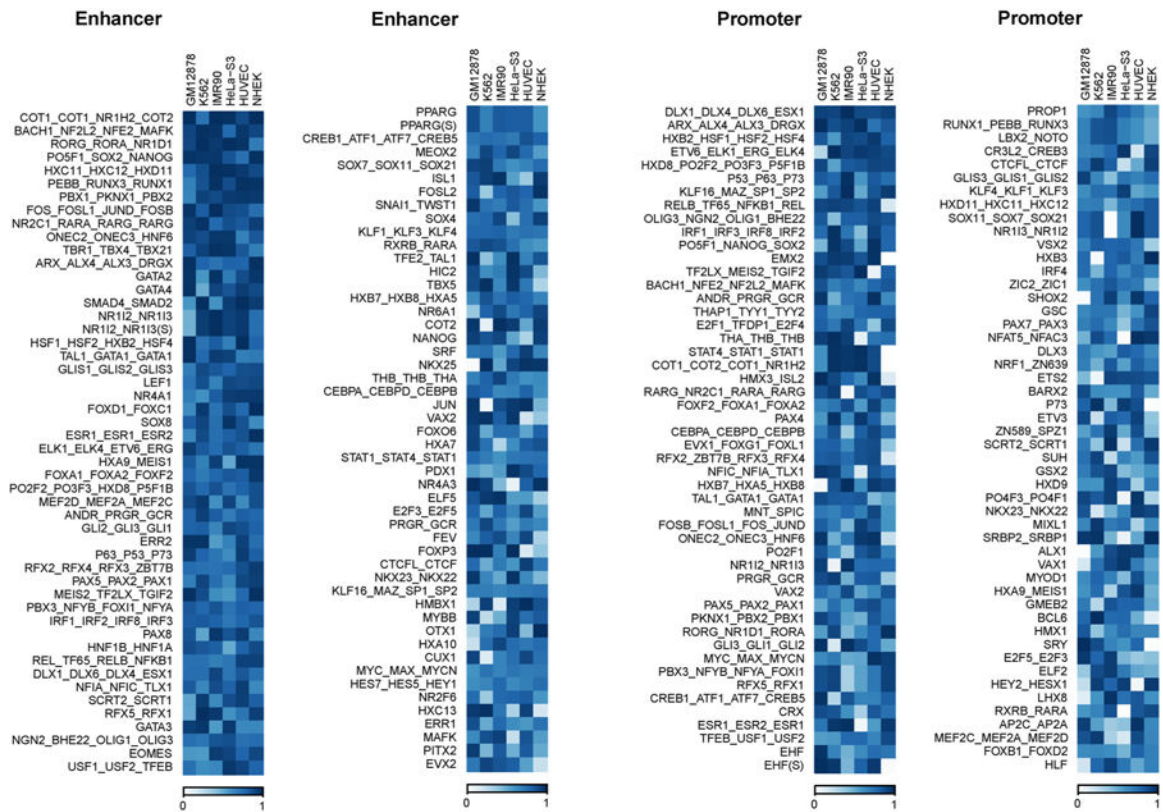 Enhancer
GM12878
K562
IMR90
HeLa-S3
HUVEC
NHEK
COT1_COT1_NR1H2_COT2
BACH1_NF2L2_NFE2_MAFK
RORG_RORA_NR1D1
PO5F1_SOX2_NANOG
HXC11_HXC12_HXD11
PEBB_RUNX3_RUNX1
PBX1_PKNX1_PBX2
FOS_FOSL1_JUND_FOSB
NR2C1_RARA_RARG_RARG
ONEC2_ONEC3_HNF6
TBR1_TBX4_TBX21
ARX_ALX4_ALX3_DRGX
GATA2
GATA4
SMAD4_SMAD2
NR1I2_NR1I3
NR1I2_NR1I3(S)
HSF1_HSF2_HXB2_HSF4
TAL1_GATA1_GATA1
GLIS1_GLIS2_GLIS3
LEF1
NR4A1
FOXD1_FOXC1
SOX8
ESR1_ESR1_ESR2
ELK1_ELK4_ETV6_ERG
HXA9_MEIS1
FOXA1_FOXA2_FOXF2
PO2F2_PO3F3_HXD8_P5F1B
MEF2D_MEF2A_MEF2C
ANDR_PRGR_GCR
GLI2_GLI3_GLI1
ERR2
P63_P53_P73
RFX2_RFX4_RFX3_ZBT7B
PAX5_PAX2_PAX1
MEIS2_TF2LX_TGIF2
PBX3_NFYB_FOXI1_NFYA
IRF1_IRF2_IRF8_IRF3
PAX8
HNF1B_HNF1A
REL_TF65_RELB_NFKB1
DLX1_DLX6_DLX4_ESX1
NFIA_NFIC_TLX1
SCRT2_SCRT1
RFX5_RFX1
GATA3
NGN2_BHE22_OLIG1_OLIG3
EOMES
USF1_USF2_TFEB
0 1
Enhancer
GM12878
K562
IMR90
HeLa-S3
HUVEC
NHEK
PPARG
PPARG(S)
CREB1_ATF1_ATF7_CREB5
MEOX2
SOX7_SOX11_SOX21
ISL1
FOSL2
SNAI1_TWST1
SOX4
KLF1_KLF3_KLF4
RXRB_RARA
TFE2_TAL1
HIC2
TBX5
HXB7_HXB8_HXA5
NR6A1
COT2
NANOG
SRF
NKX25
THB_THB_THA
CEBPA_CEBPD_CEBPB
JUN
VAX2
FOXO6
HXA7
STAT1_STAT4_STAT1
PDX1
NR4A3
ELF5
E2F3_E2F5
PRGR_GCR
FEV
FOXP3
CTCFL_CTCF
NKX23_NKX22
KLF16_MAZ_SP1_SP2
HMBX1
MYBB
OTX1
HXA10
CUX1
MYC_MAX_MYCN
HES7_HES5_HEY1
NR2F6
HXC13
ERR1
MAFK
PITX2
EVX2
0 1
Promoter
GM12878
K562
IMR90
HeLa-S3
HUVEC
NHEK
DLX1_DLX4_DLX6_ESX1
ARX_ALX4_ALX3_DRGX
HXB2_HSF1_HSF2_HSF4
ETV6_ELK1_ERG_ELK4
HXD8_PO2F2_PO3F3_P5F1B
P53_P63_P73
KLF16_MAZ_SP1_SP2
RELB_TF65_NFKB1_REL
OLIG3_NGN2_OLIG1_BHE22
IRF1_IRF3_IRF8_IRF2
PO5F1_NANOG_SOX2
EMX2
TF2LX_MEIS2_TGIF2
BACH1_NFE2_NF2L2_MAFK
ANDR_PRGR_GCR
THAP1_TYY1_TYY2
E2F1_TFDP1_E2F4
THA_THB_THB
STAT4_STAT1_STAT1
COT1_COT2_COT1_NR1H2
HMX3_ISL2
RARG_NR2C1_RARA_RARG
FOXF2_FOXA1_FOXA2
PAX4
CEBPA_CEBPD_CEBPB
EVX1_FOXG1_FOXL1
RFX2_ZBT7B_RFX3_RFX4
NFIC_NFIA_TLX1
HXB7_HXA5_HXB8
TAL1_GATA1_GATA1
MNT_SPIC
FOSB_FOSL1_FOS_JUND
ONEC2_ONEC3_HNF6
PO2F1
NR1I2_NR1I3
PRGR_GCR
VAX2
PAX5_PAX2_PAX1
PKNX1_PBX2_PBX1
RORG_NR1D1_RORA
GLI3_GLI1_GLI2
MYC_MAX_MYCN
PBX3_NFYB_NFYA_FOXI1
RFX5_RFX1
CREB1_ATF1_ATF7_CREB5
CRX
ESR1_ESR2_ESR1
TFEB_USF1_USF2
EHF
EHF(S)
0 1
Promoter
GM12878
K562
IMR90
HeLa-S3
HUVEC
NHEK
PROP1
RUNX1_PEBB_RUNX3
LBX2_NOTO
CR3L2_CREB3
CTCFL_CTCF
GLIS3_GLIS1_GLIS2
KLF4_KLF1_KLF3
HXD11_HXC11_HXC12
SOX11_SOX7_SOX21
NR1I3_NR1I2
VSX2
HXB3
IRF4
ZIC2_ZIC1
SHOX2
GSC
PAX7_PAX3
NFAT5_NFAC3
DLX3
NRF1_ZN639
ETS2
BARX2
P73
ETV3
ZN589_SPZ1
SCRT2_SCRT1
SUH
GSX2
HXD9
PO4F3_PO4F1
NKX23_NKX22
MIXL1
SRBP2_SRBP1
ALX1
VAX1
MYOD1
HXA9_MEIS1
GMEB2
BCL6
HMX1
SRY
E2F5_E2F3
ELF2
HEY2_HESX1
LHX8
RXRB_RARA
AP2C_AP2A
MEF2C_MEF2A_MEF2D
FOXB1_FOXD2
HLF
0 1